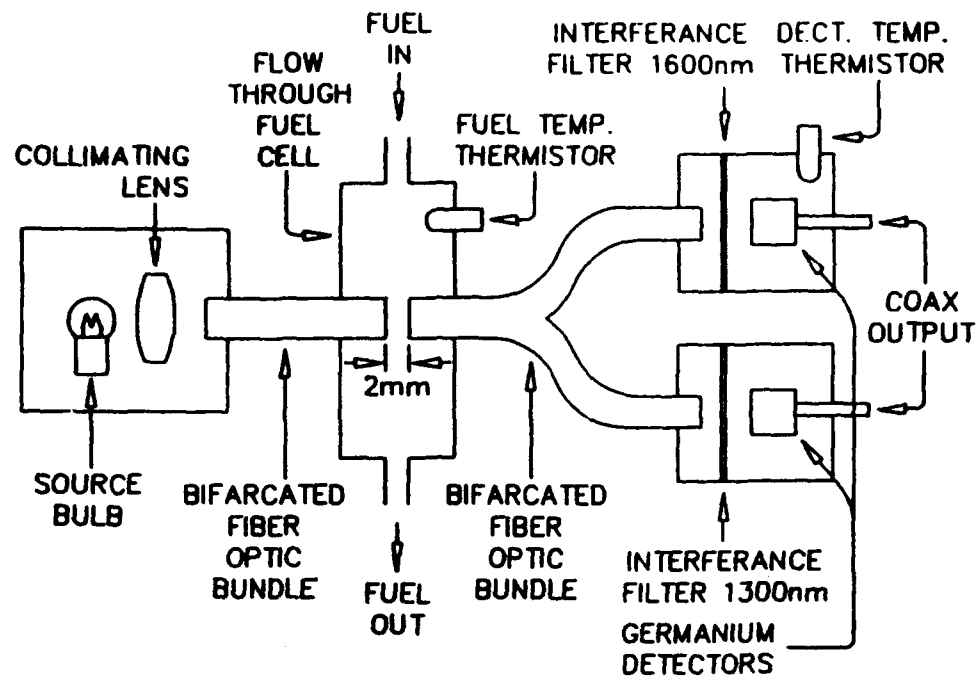 FUEL
IN
INTERFERANCE
FILTER 1600nm
DECT. TEMP.
THERMISTOR
FLOW
THROUGH
FUEL
CELL
FUEL TEMP.
THERMISTOR
COLLIMATING
LENS
COAX
OUTPUT
2mm
SOURCE
BULB
BIFARCATED
FIBER
OPTIC
BUNDLE
FUEL
OUT
BIFARCATED
FIBER
OPTIC
BUNDLE
INTERFERANCE
FILTER 1300nm
GERMANIUM
DETECTORS